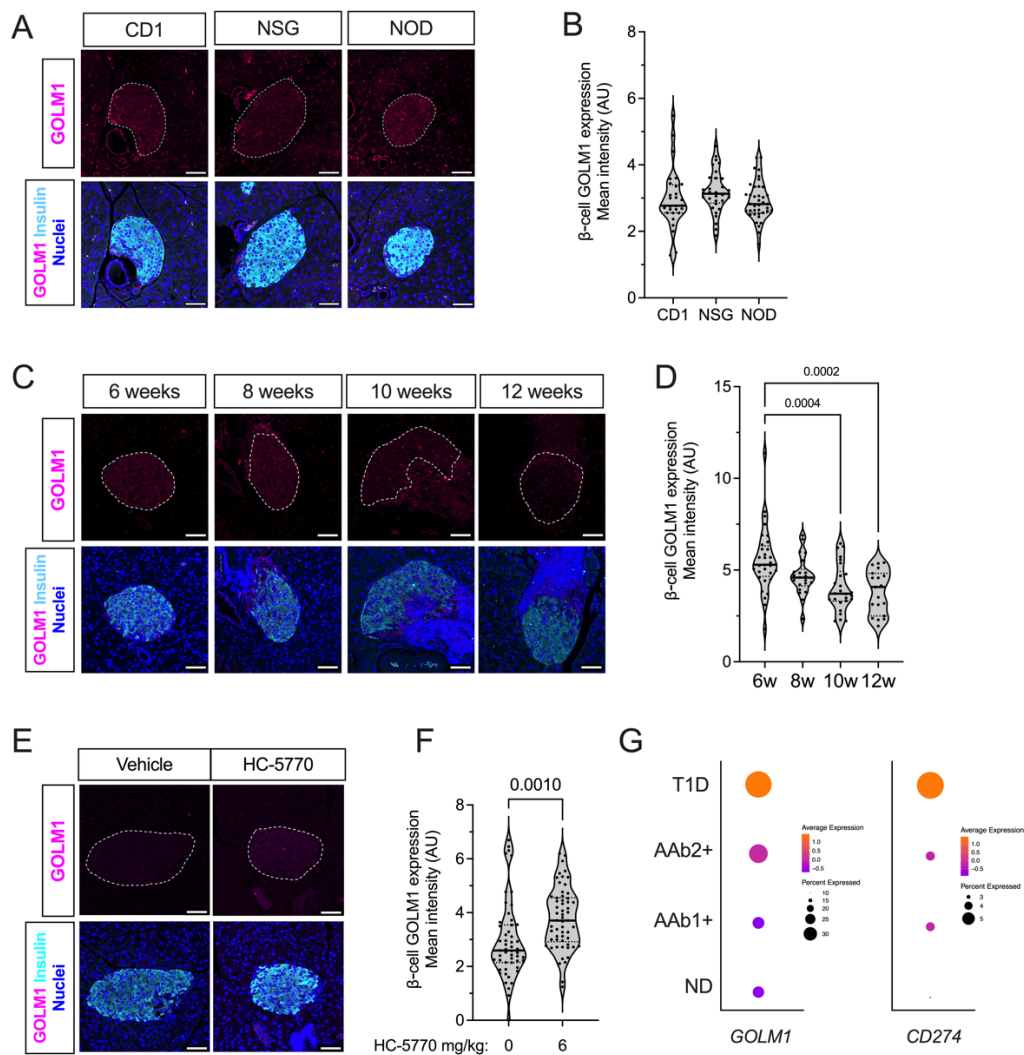 A
CD1
NSG
NOD
GOLM1
GOLM1 Insulin
Nuclei
B
β-cell GOLM1 expression
Mean intensity (AU)
8
6
4
2
0
CD1
NSG
NOD
C
6 weeks
8 weeks
10 weeks
12 weeks
GOLM1
GOLM1 Insulin
Nuclei
D
β-cell GOLM1 expression
Mean intensity (AU)
15
10
5
0
0.0002
0.0004
6w
8w
10w
12w
E
Vehicle
HC-5770
GOLM1
GOLM1 Insulin
Nuclei
F
0.0010
β-cell GOLM1 expression
Mean intensity (AU)
8
6
4
2
0
HC-5770 mg/kg:
0
6
G
T1D
AAb2+
AAb1+
ND
Average Expression
1.0
0.5
0.0
−0.5
Percent Expressed
10
15
20
25
30
GOLM1
Average Expression
1.0
0.5
0.0
−0.5
Percent Expressed
3
4
5
CD274